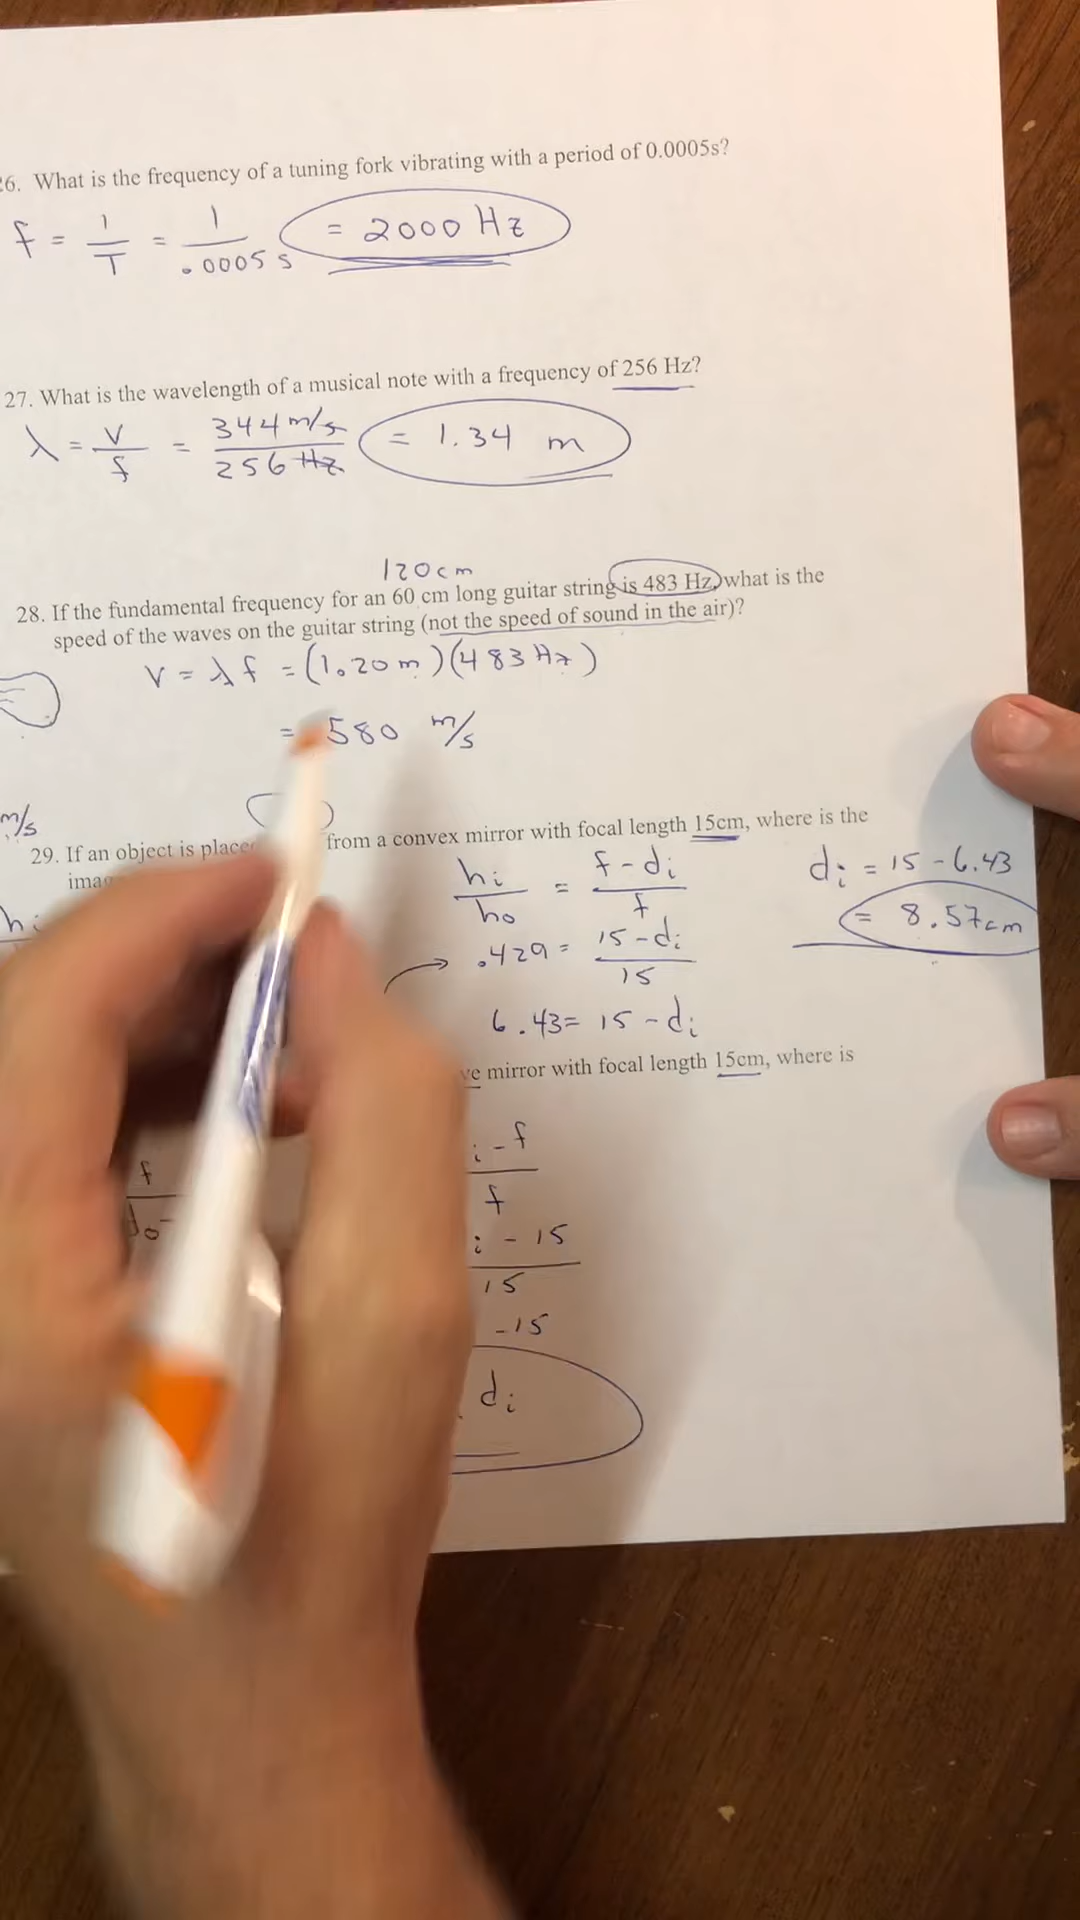 26. What is the frequency of a tuning fork vibrating with a period of 0.0005s?
f = 1/T = 1/.0005 s = 2000 Hz
27. What is the wavelength of a musical note with a frequency of 256 Hz?
λ = v/f = 344 m/s / 256 Hz = 1.34 m
120cm
28. If the fundamental frequency for an 60 cm long guitar string is 483 Hz, what is the
speed of the waves on the guitar string (not the speed of sound in the air)?
v = λ f = (1.20 m)(483 Hz)
= 580 m/s
m/s
29. If an object is place from a convex mirror with focal length 15cm, where is the
hi/ho = f - di/f
.429 = 15 - di/15
6.43 = 15 - di
di = 15 - 6.43
= 8.57cm
mirror with focal length 15cm, where is
f
- f
f
- 15
15
-15
di